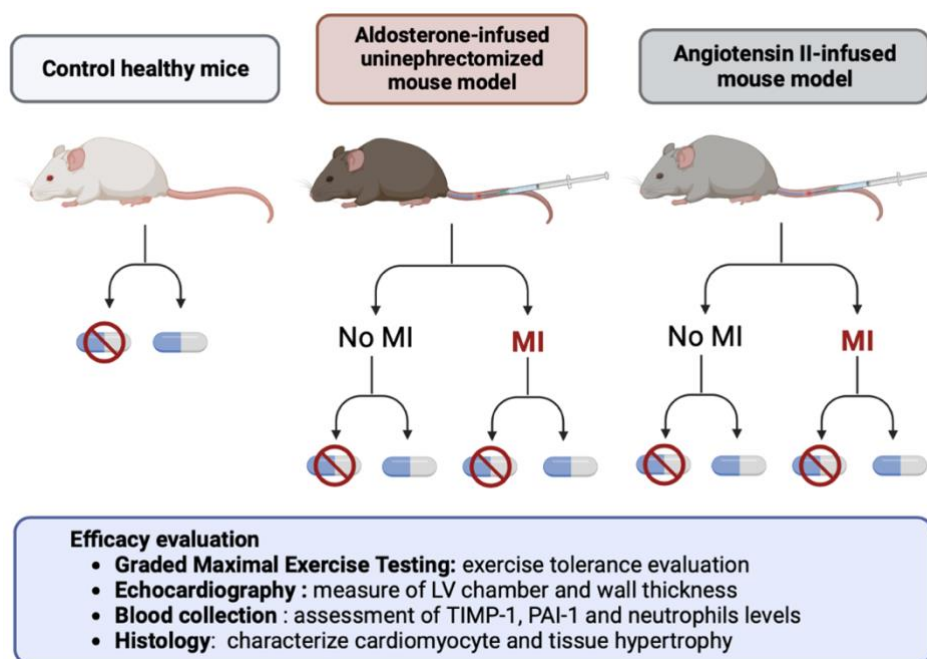 Control healthy mice
Aldosterone-infused
uninephrectomized
mouse model
Angiotensin II-infused
mouse model
No MI
MI
No MI
MI
Efficacy evaluation
• Graded Maximal Exercise Testing: exercise tolerance evaluation
• Echocardiography : measure of LV chamber and wall thickness
• Blood collection : assessment of TIMP-1, PAI-1 and neutrophils levels
• Histology: characterize cardiomyocyte and tissue hypertrophy